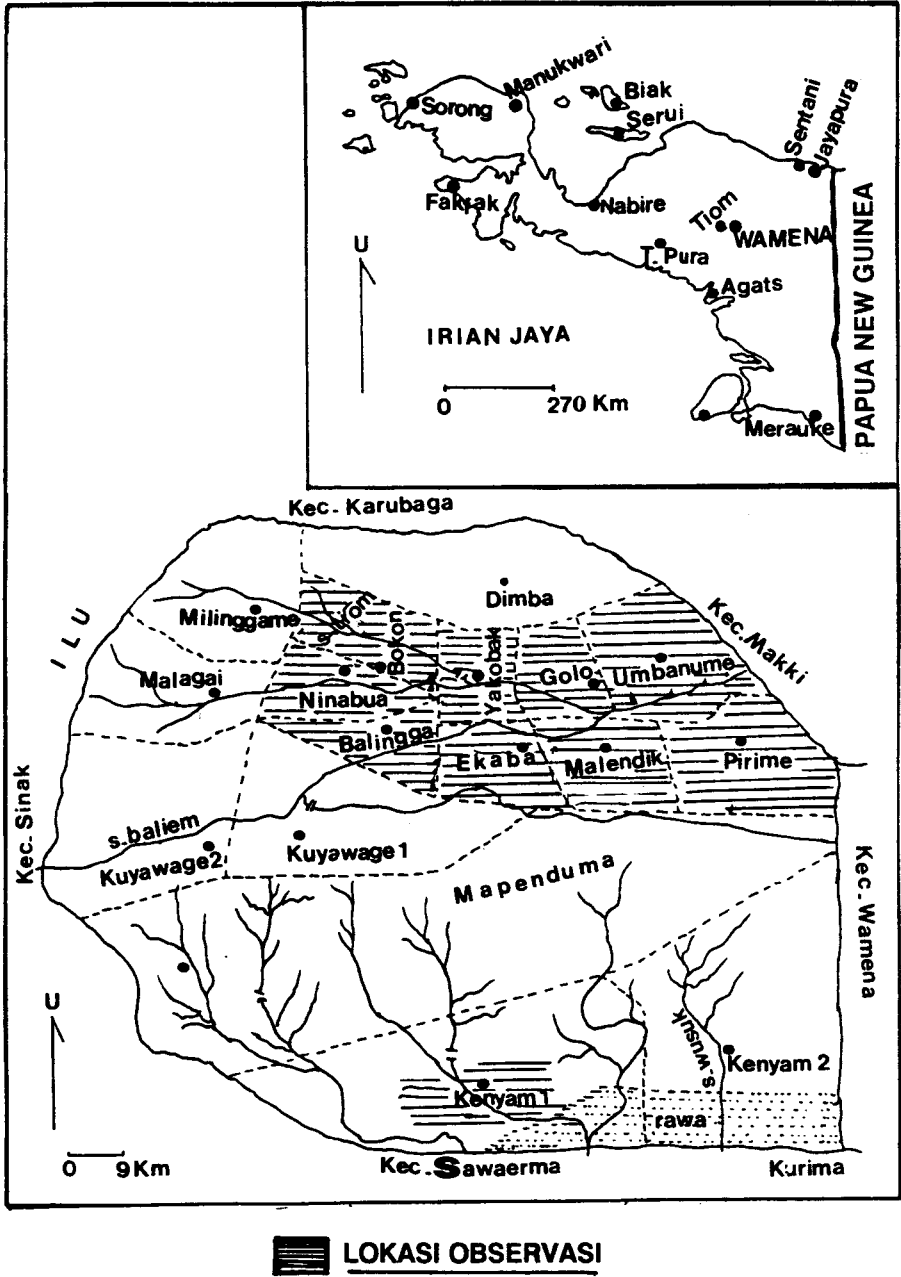 Manukwari
Sorong
Biak
Serui
Sentani
Jayapura
Fakfak
Nabire
Tiom
WAMENA
U
T. Pura
Agats
PAPUA NEW GUINEA
IRIAN JAYA
0 270 Km
Merauke
Kec. Karubaga
Dimba
Milinggame
Bokon
Yakobak
Kec. Makki
ILU
Malagai
Golo
Umbanume
Ninabua
Balingga
Ekaba
Malendik
Pirime
Kec. Sinak
s.baliem
Kuyawage 1
Kuyawage 2
Mapenduma
Kec. Wamena
U
s.wusuk
Kenyam 2
Kenyam 1
rawa
0 9 Km
Kec. Sawaerma
Kurima
LOKASI OBSERVASI